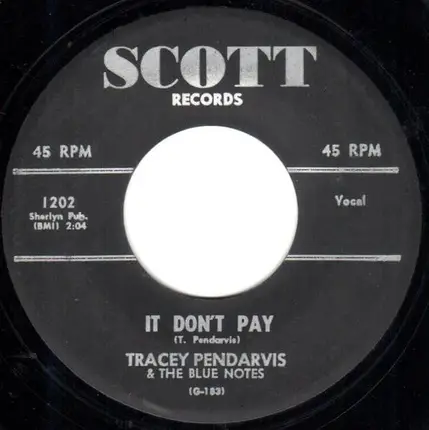 SCOTT
RECORDS
45 RPM
45 RPM
1202
Sherlyn Pub.
(BMI) 2:04
Vocal
IT DON'T PAY
(T. Pendarvis)
TRACEY PENDARVIS
& THE BLUE NOTES
(G-183)